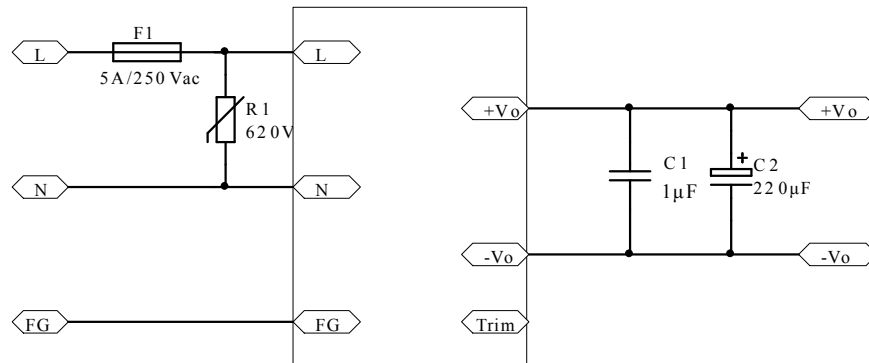 F1
L
L
5A/250Vac
R1
620V
+Vo
+Vo
C1
1μF
+
C2
220μF
N
N
-Vo
-Vo
FG
FG
Trim